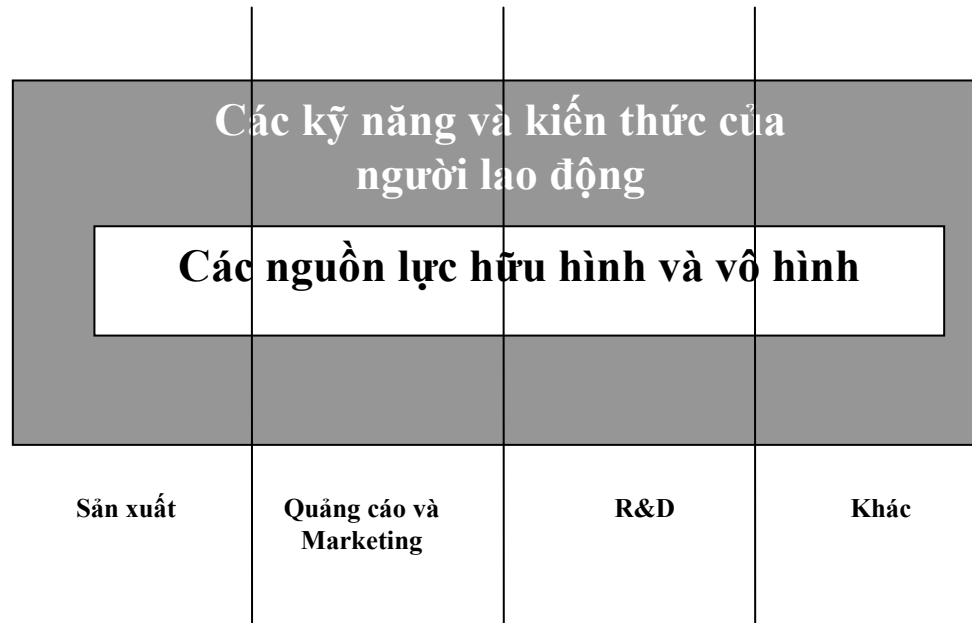 Các kỹ năng và kiến thức của
người lao động
Các nguồn lực hữu hình và vô hình
Sản xuất
Quảng cáo và
Marketing
R&D
Khác